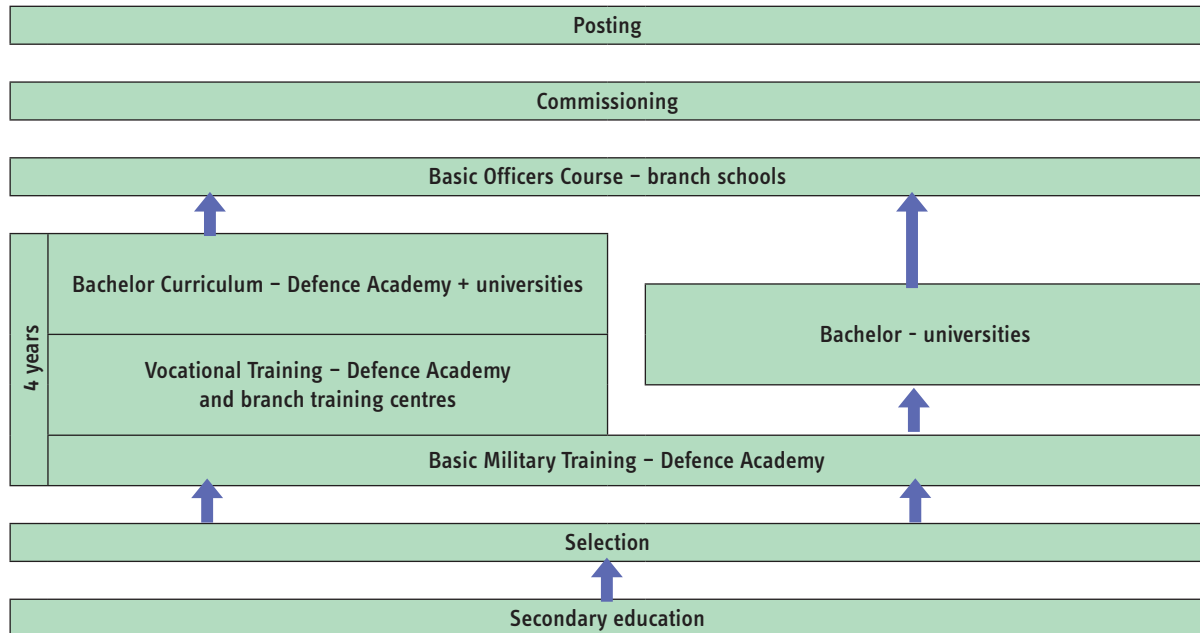 Posting
Commissioning
Basic Officers Course – branch schools
4 years
Bachelor Curriculum – Defence Academy + universities
Bachelor - universities
Vocational Training – Defence Academy
and branch training centres
Basic Military Training – Defence Academy
Selection
Secondary education